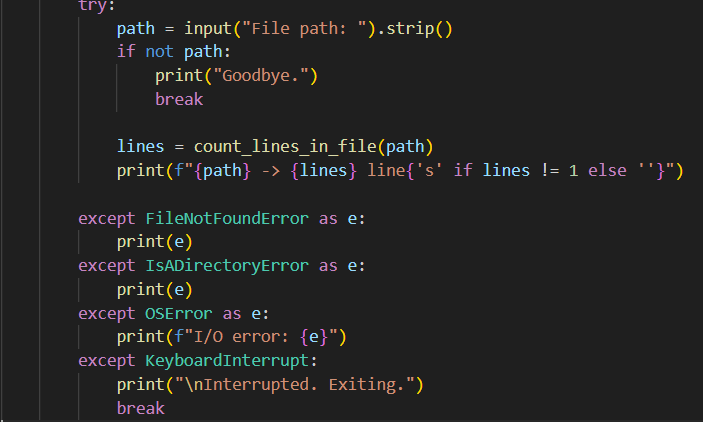 try:
    path = input("File path: ").strip()
    if not path:
        print("Goodbye.")
        break

    lines = count_lines_in_file(path)
    print(f"{path} -> {lines} line{'s' if lines != 1 else ''}")

except FileNotFoundError as e:
    print(e)
except IsADirectoryError as e:
    print(e)
except OSError as e:
    print(f"I/O error: {e}")
except KeyboardInterrupt:
    print("\nInterrupted. Exiting.")
    break